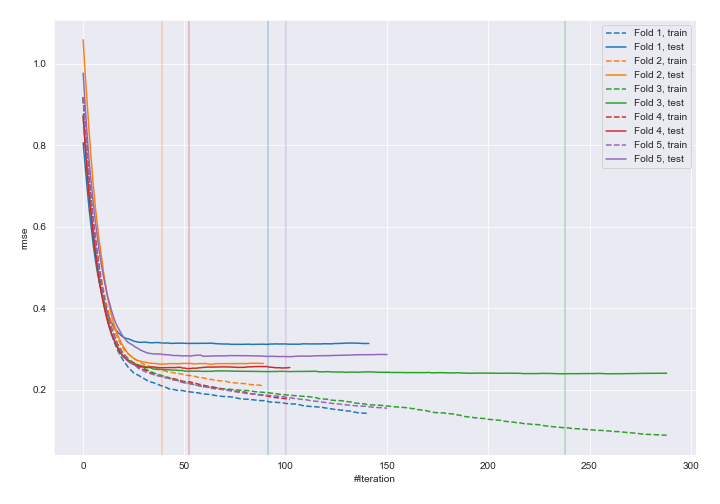 Fold 1, train
Fold 1, test
Fold 2, train
Fold 2, test
Fold 3, train
Fold 3, test
Fold 4, train
Fold 4, test
Fold 5, train
Fold 5, test
1.0
0.8
0.6
0.4
0.2
rmse
0 50 100 150 200 250 300
#Iteration